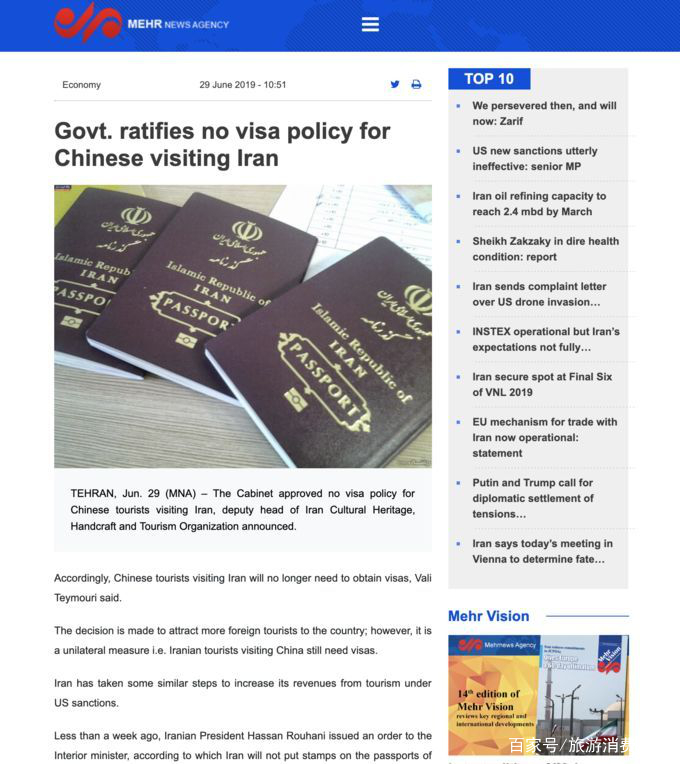 MEHR NEWS AGENCY
Economy
29 June 2019 - 10:51
Govt. ratifies no visa policy for
Chinese visiting Iran
Islamic Republic of
IRAN
PASSPORT
Islamic Republic of
IRAN
PASSPORT
TEHRAN, Jun. 29 (MNA) – The Cabinet approved no visa policy for
Chinese tourists visiting Iran, deputy head of Iran Cultural Heritage,
Handcraft and Tourism Organization announced.
Accordingly, Chinese tourists visiting Iran will no longer need to obtain visas, Vali
Teymouri said.
The decision is made to attract more foreign tourists to the country; however, it is
a unilateral measure i.e. Iranian tourists visiting China still need visas.
Iran has taken some similar steps to increase its revenues from tourism under
US sanctions.
Less than a week ago, Iranian President Hassan Rouhani issued an order to the
Interior minister, according to which Iran will not put stamps on the passports of
TOP 10
We persevered then, and will
now: Zarif
US new sanctions utterly
ineffective: senior MP
Iran oil refining capacity to
reach 2.4 mbd by March
Sheikh Zakzaky in dire health
condition: report
Iran sends complaint letter
over US drone invasion…
INSTEX operational but Iran’s
expectations not fully…
Iran secure spot at Final Six
of VNL 2019
EU mechanism for trade with
Iran now operational:
statement
Putin and Trump call for
diplomatic settlement of
tensions…
Iran says today’s meeting in
Vienna to determine fate…
Mehr Vision
Mehrnews Agency
14th edition of
Mehr Vision
reviews key regional and
international developments
Mehr
Vision
百家号/旅游消费